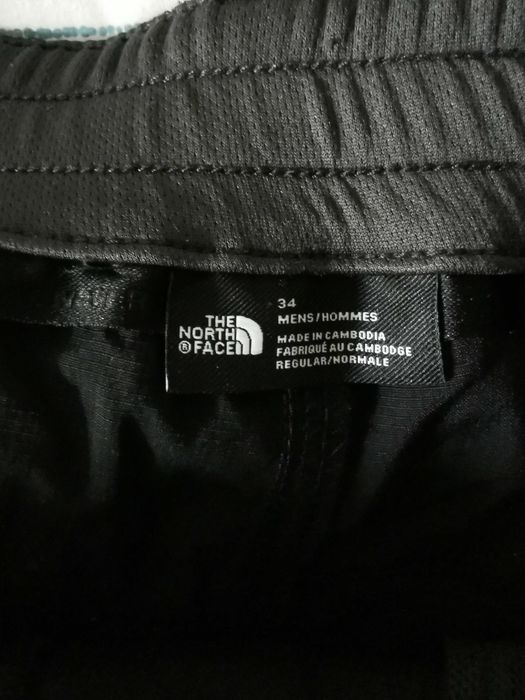 THE
NORTH
® FACE
34
MENS/HOMMES
MADE IN CAMBODIA
FABRIQUÉ AU CAMBODGE
REGULAR/NORMALE